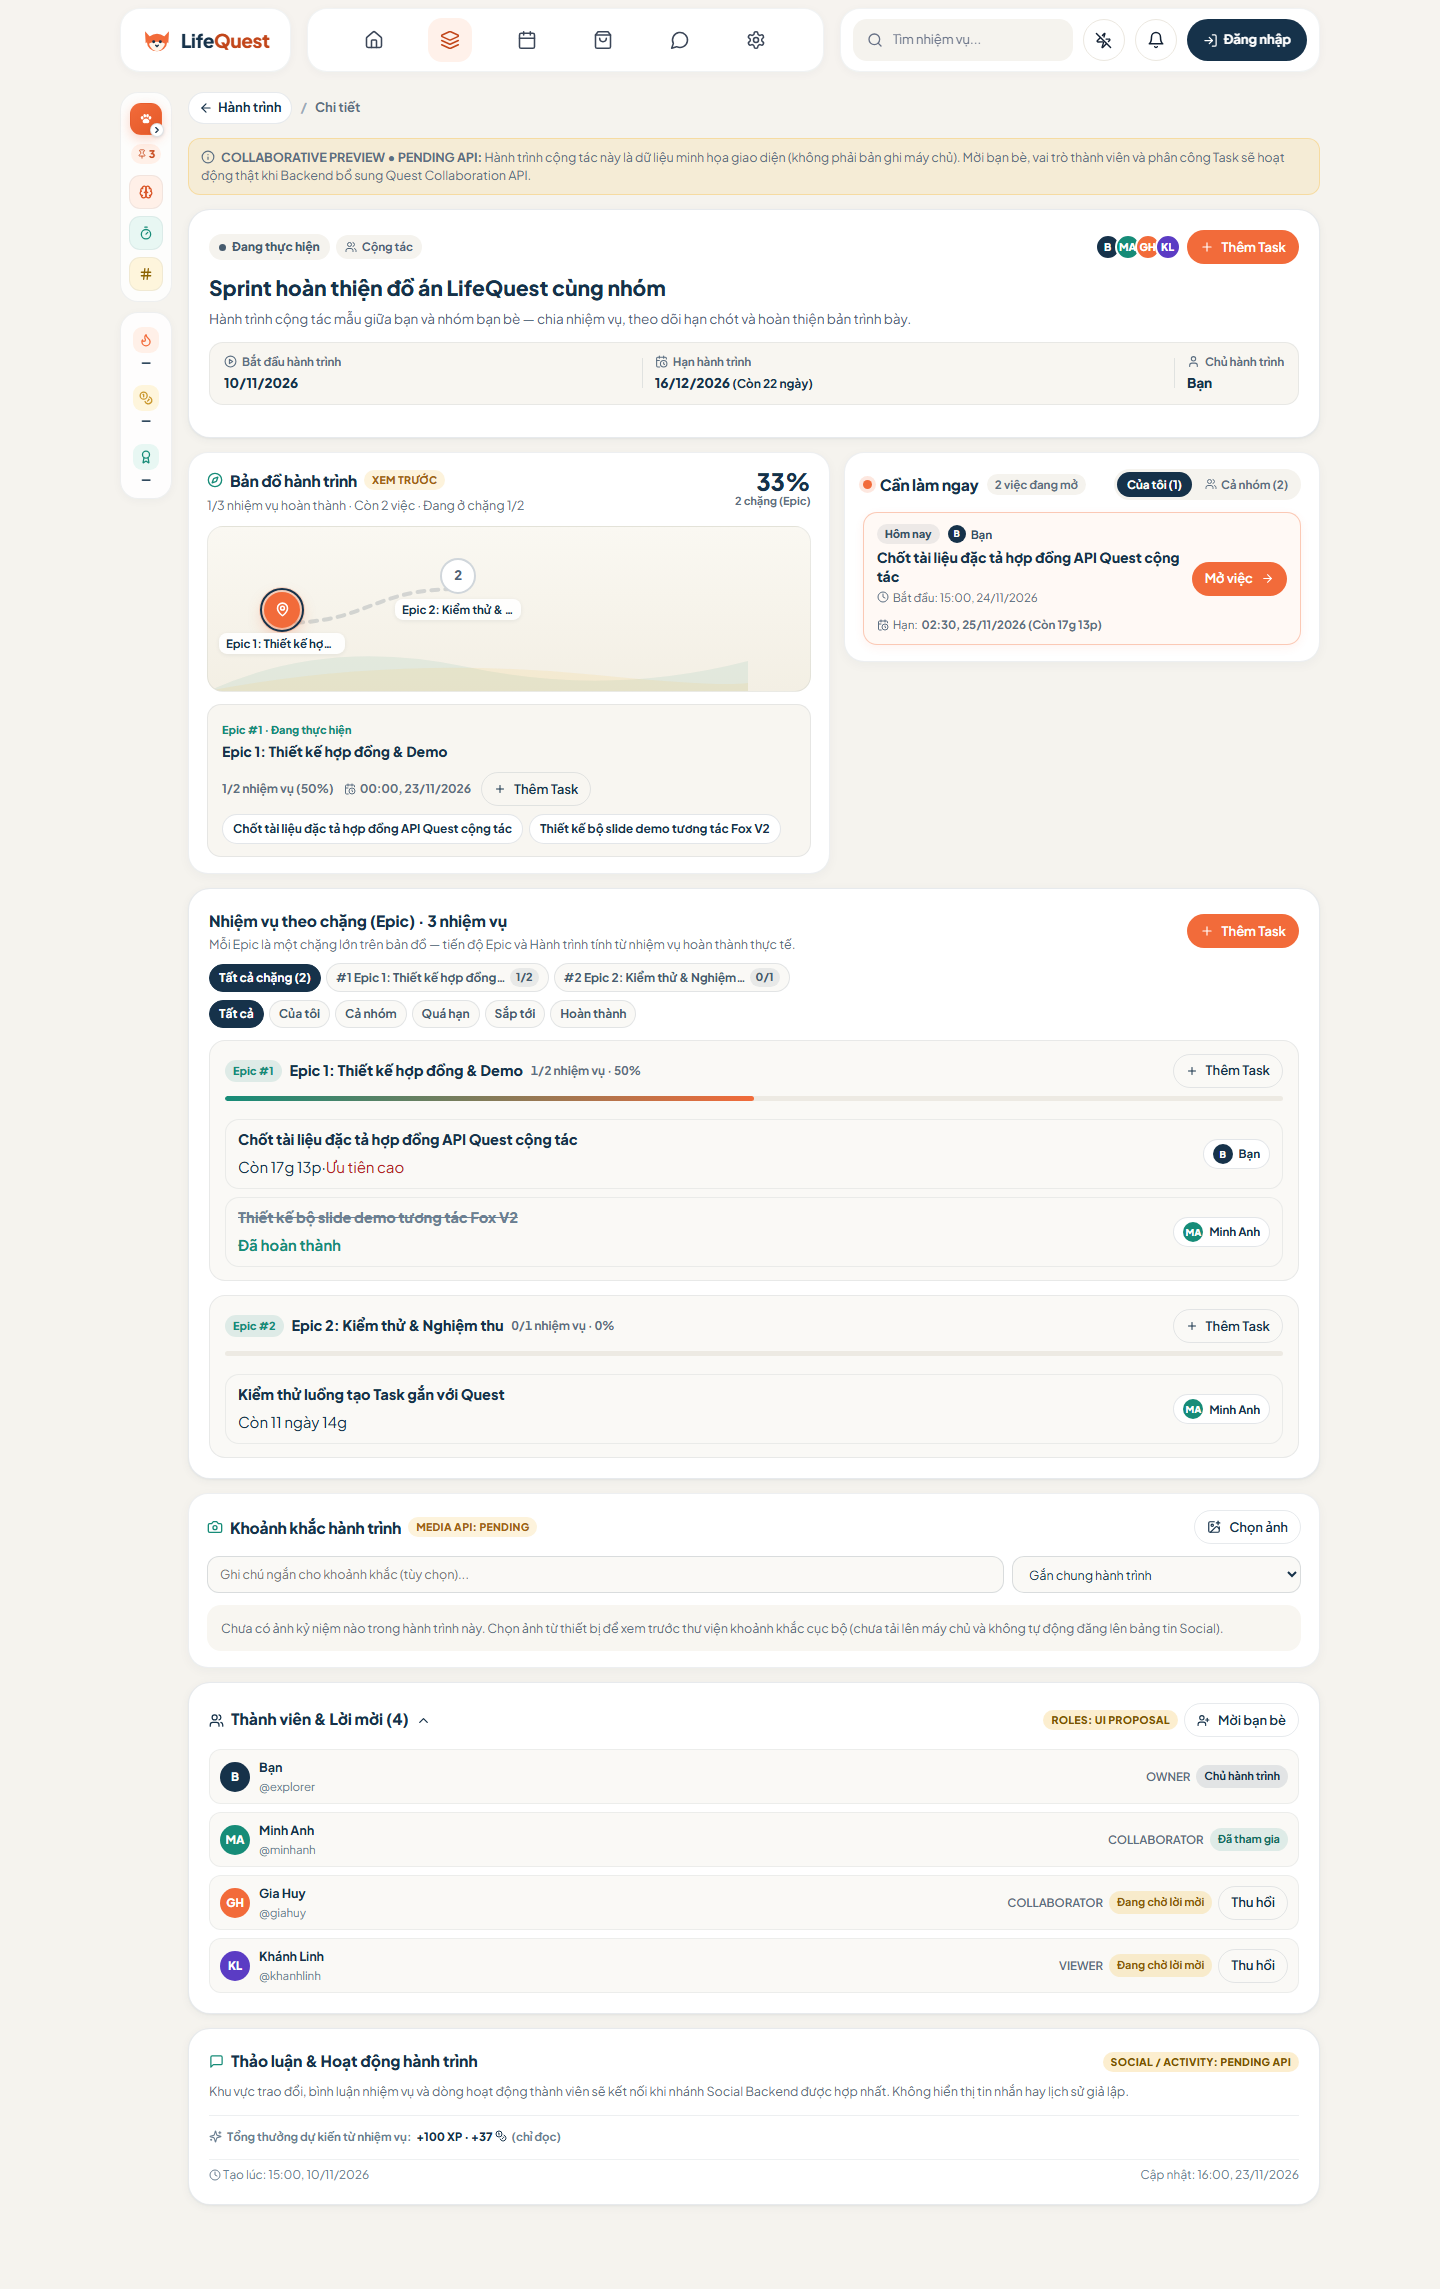 LifeQuest
Tìm nhiệm vụ...
Đăng nhập
3
Hành trình / Chi tiết
COLLABORATIVE PREVIEW • PENDING API: Hành trình cộng tác này là dữ liệu minh họa giao diện (không phải bản ghi máy chủ). Mời bạn bè, vai trò thành viên và phân công Task sẽ hoạt
động thật khi Backend bổ sung Quest Collaboration API.
Đang thực hiện
Cộng tác
B MA GH KL
Thêm Task
Sprint hoàn thiện đồ án LifeQuest cùng nhóm
Hành trình cộng tác mẫu giữa bạn và nhóm bạn bè — chia nhiệm vụ, theo dõi hạn chót và hoàn thiện bản trình bày.
Bắt đầu hành trình
10/11/2026
Hạn hành trình
16/12/2026 (Còn 22 ngày)
Chủ hành trình
Bạn
Bản đồ hành trình
XEM TRƯỚC
33%
1/3 nhiệm vụ hoàn thành · Còn 2 việc · Đang ở chặng 1/2
2 chặng (Epic)
2
Epic 2: Kiểm thử & ...
Epic 1: Thiết kế hợ...
Epic #1 · Đang thực hiện
Epic 1: Thiết kế hợp đồng & Demo
1/2 nhiệm vụ (50%)
00:00, 23/11/2026
Thêm Task
Chốt tài liệu đặc tả hợp đồng API Quest cộng tác
Thiết kế bộ slide demo tương tác Fox V2
Cần làm ngay
2 việc đang mở
Của tôi (1)
Cả nhóm (2)
Hôm nay
B Bạn
Chốt tài liệu đặc tả hợp đồng API Quest cộng
tác
Bắt đầu: 15:00, 24/11/2026
Hạn: 02:30, 25/11/2026 (Còn 17g 13p)
Mở việc
Nhiệm vụ theo chặng (Epic) · 3 nhiệm vụ
Mỗi Epic là một chặng lớn trên bản đồ — tiến độ Epic và Hành trình tính từ nhiệm vụ hoàn thành thực tế.
Thêm Task
Tất cả chặng (2)
#1 Epic 1: Thiết kế hợp đồng... 1/2
#2 Epic 2: Kiểm thử & Nghiệm... 0/1
Tất cả
Của tôi
Cả nhóm
Quá hạn
Sắp tới
Hoàn thành
Epic #1
Epic 1: Thiết kế hợp đồng & Demo
1/2 nhiệm vụ · 50%
Thêm Task
Chốt tài liệu đặc tả hợp đồng API Quest cộng tác
Còn 17g 13p·Ưu tiên cao
B Bạn
Thiết kế bộ slide demo tương tác Fox V2
Đã hoàn thành
MA Minh Anh
Epic #2
Epic 2: Kiểm thử & Nghiệm thu
0/1 nhiệm vụ · 0%
Thêm Task
Kiểm thử luồng tạo Task gắn với Quest
Còn 11 ngày 14g
MA Minh Anh
Khoảnh khắc hành trình
MEDIA API: PENDING
Chọn ảnh
Ghi chú ngắn cho khoảnh khắc (tùy chọn)...
Gắn chung hành trình
Chưa có ảnh kỷ niệm nào trong hành trình này. Chọn ảnh từ thiết bị để xem trước thư viện khoảnh khắc cục bộ (chưa tải lên máy chủ và không tự động đăng lên bảng tin Social).
Thành viên & Lời mời (4)
ROLES: UI PROPOSAL
Mời bạn bè
B
Bạn
@explorer
OWNER
Chủ hành trình
MA
Minh Anh
@minhanh
COLLABORATOR
Đã tham gia
GH
Gia Huy
@giahuy
COLLABORATOR
Đang chờ lời mời
Thu hồi
KL
Khánh Linh
@khanhlinh
VIEWER
Đang chờ lời mời
Thu hồi
Thảo luận & Hoạt động hành trình
SOCIAL / ACTIVITY: PENDING API
Khu vực trao đổi, bình luận nhiệm vụ và dòng hoạt động thành viên sẽ kết nối khi nhánh Social Backend được hợp nhất. Không hiển thị tin nhắn hay lịch sử giả lập.
Tổng thưởng dự kiến từ nhiệm vụ: +100 XP · +37 (chỉ đọc)
Tạo lúc: 15:00, 10/11/2026
Cập nhật: 16:00, 23/11/2026